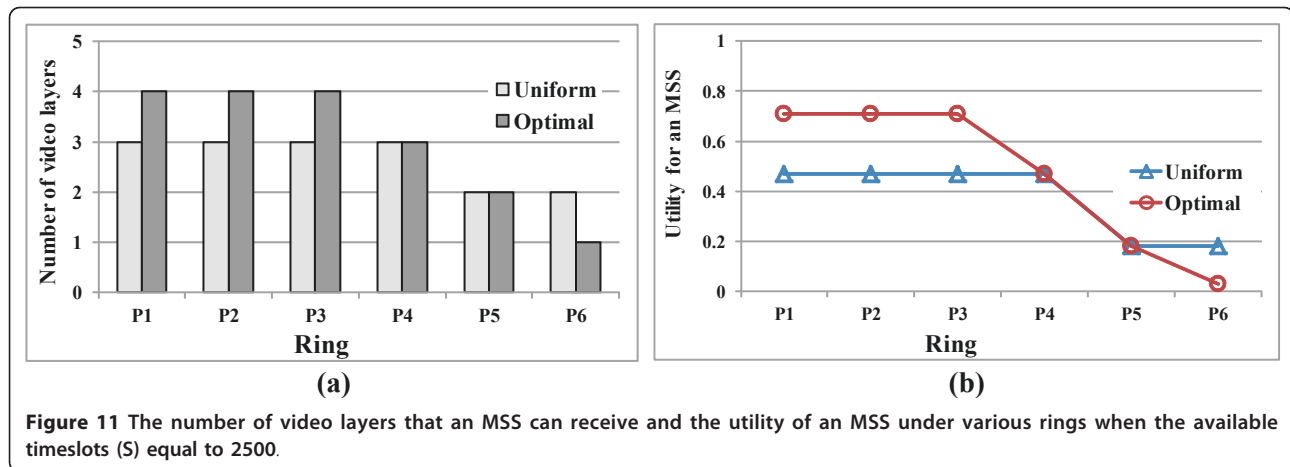 Number of video layers
5
4
3
2
1
0
Uniform
Optimal
P1 P2 P3 P4 P5 P6
Ring
(a)
Utility for an MSS
1
0.8
0.6
0.4
0.2
0
Uniform
Optimal
P1 P2 P3 P4 P5 P6
Ring
(b)
Figure 11 The number of video layers that an MSS can receive and the utility of an MSS under various rings when the available
timeslots (S) equal to 2500.